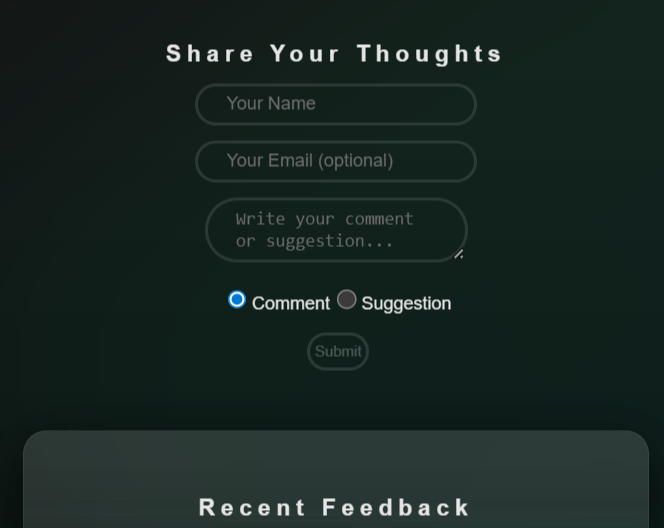 Share Your Thoughts
Your Name
Your Email (optional)
Write your comment
or suggestion...
Comment Suggestion
Submit
Recent Feedback